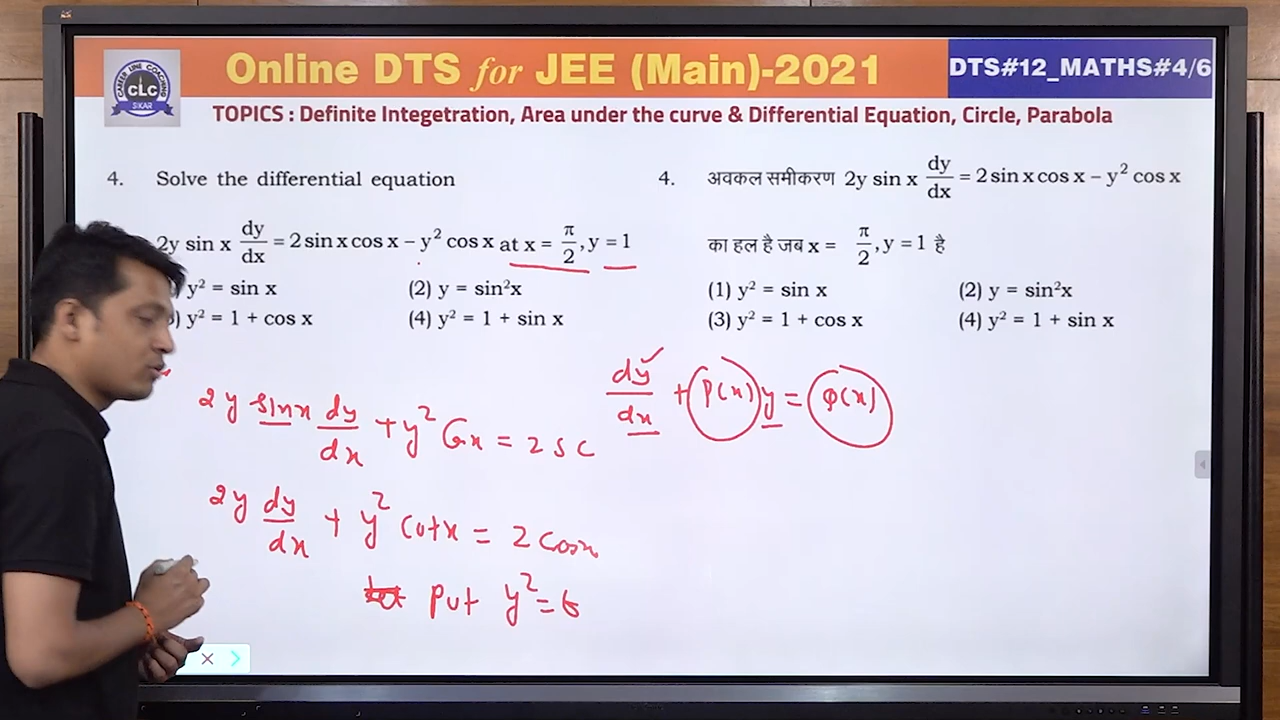 Online DTS for JEE (Main)-2021
DTS#12_MATHS#4/6
CAREER LINE COACHING
CLC
SIKAR
TOPICS : Definite Integetration, Area under the curve & Differential Equation, Circle, Parabola
4. Solve the differential equation
2y sin x dy/dx = 2 sin x cos x – y² cos x at x = π/2, y = 1
y² = sin x
(2) y = sin²x
) y² = 1 + cos x
(4) y² = 1 + sin x
4. अवकल समीकरण 2y sin x dy/dx = 2 sin x cos x – y² cos x
का हल है जब x = π/2, y = 1 है
(1) y² = sin x
(2) y = sin²x
(3) y² = 1 + cos x
(4) y² = 1 + sin x
2y sinx dy/dx + y² Cosx = 2 S C
2y dy/dx + y² Cotx = 2 Cosx
Put y² = t
dy/dx + P(x) y = Q(x)